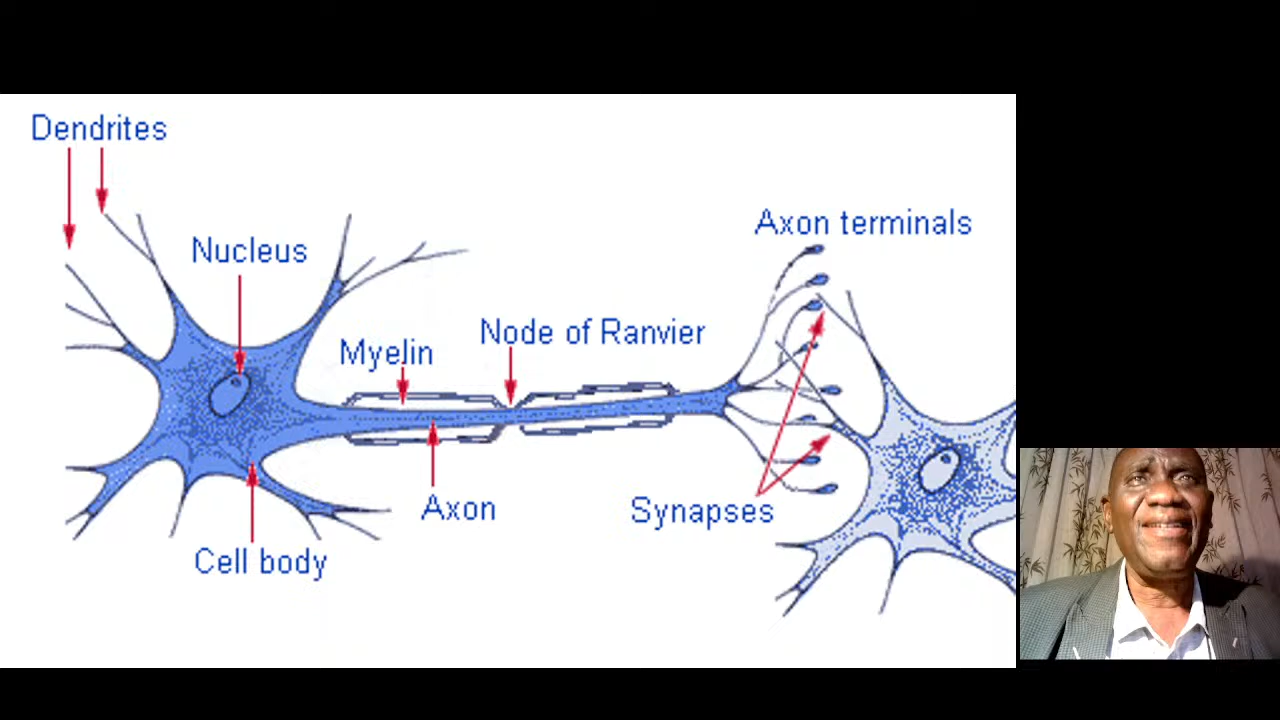 Dendrites
Nucleus
Axon terminals
Node of Ranvier
Myelin
Axon
Synapses
Cell body